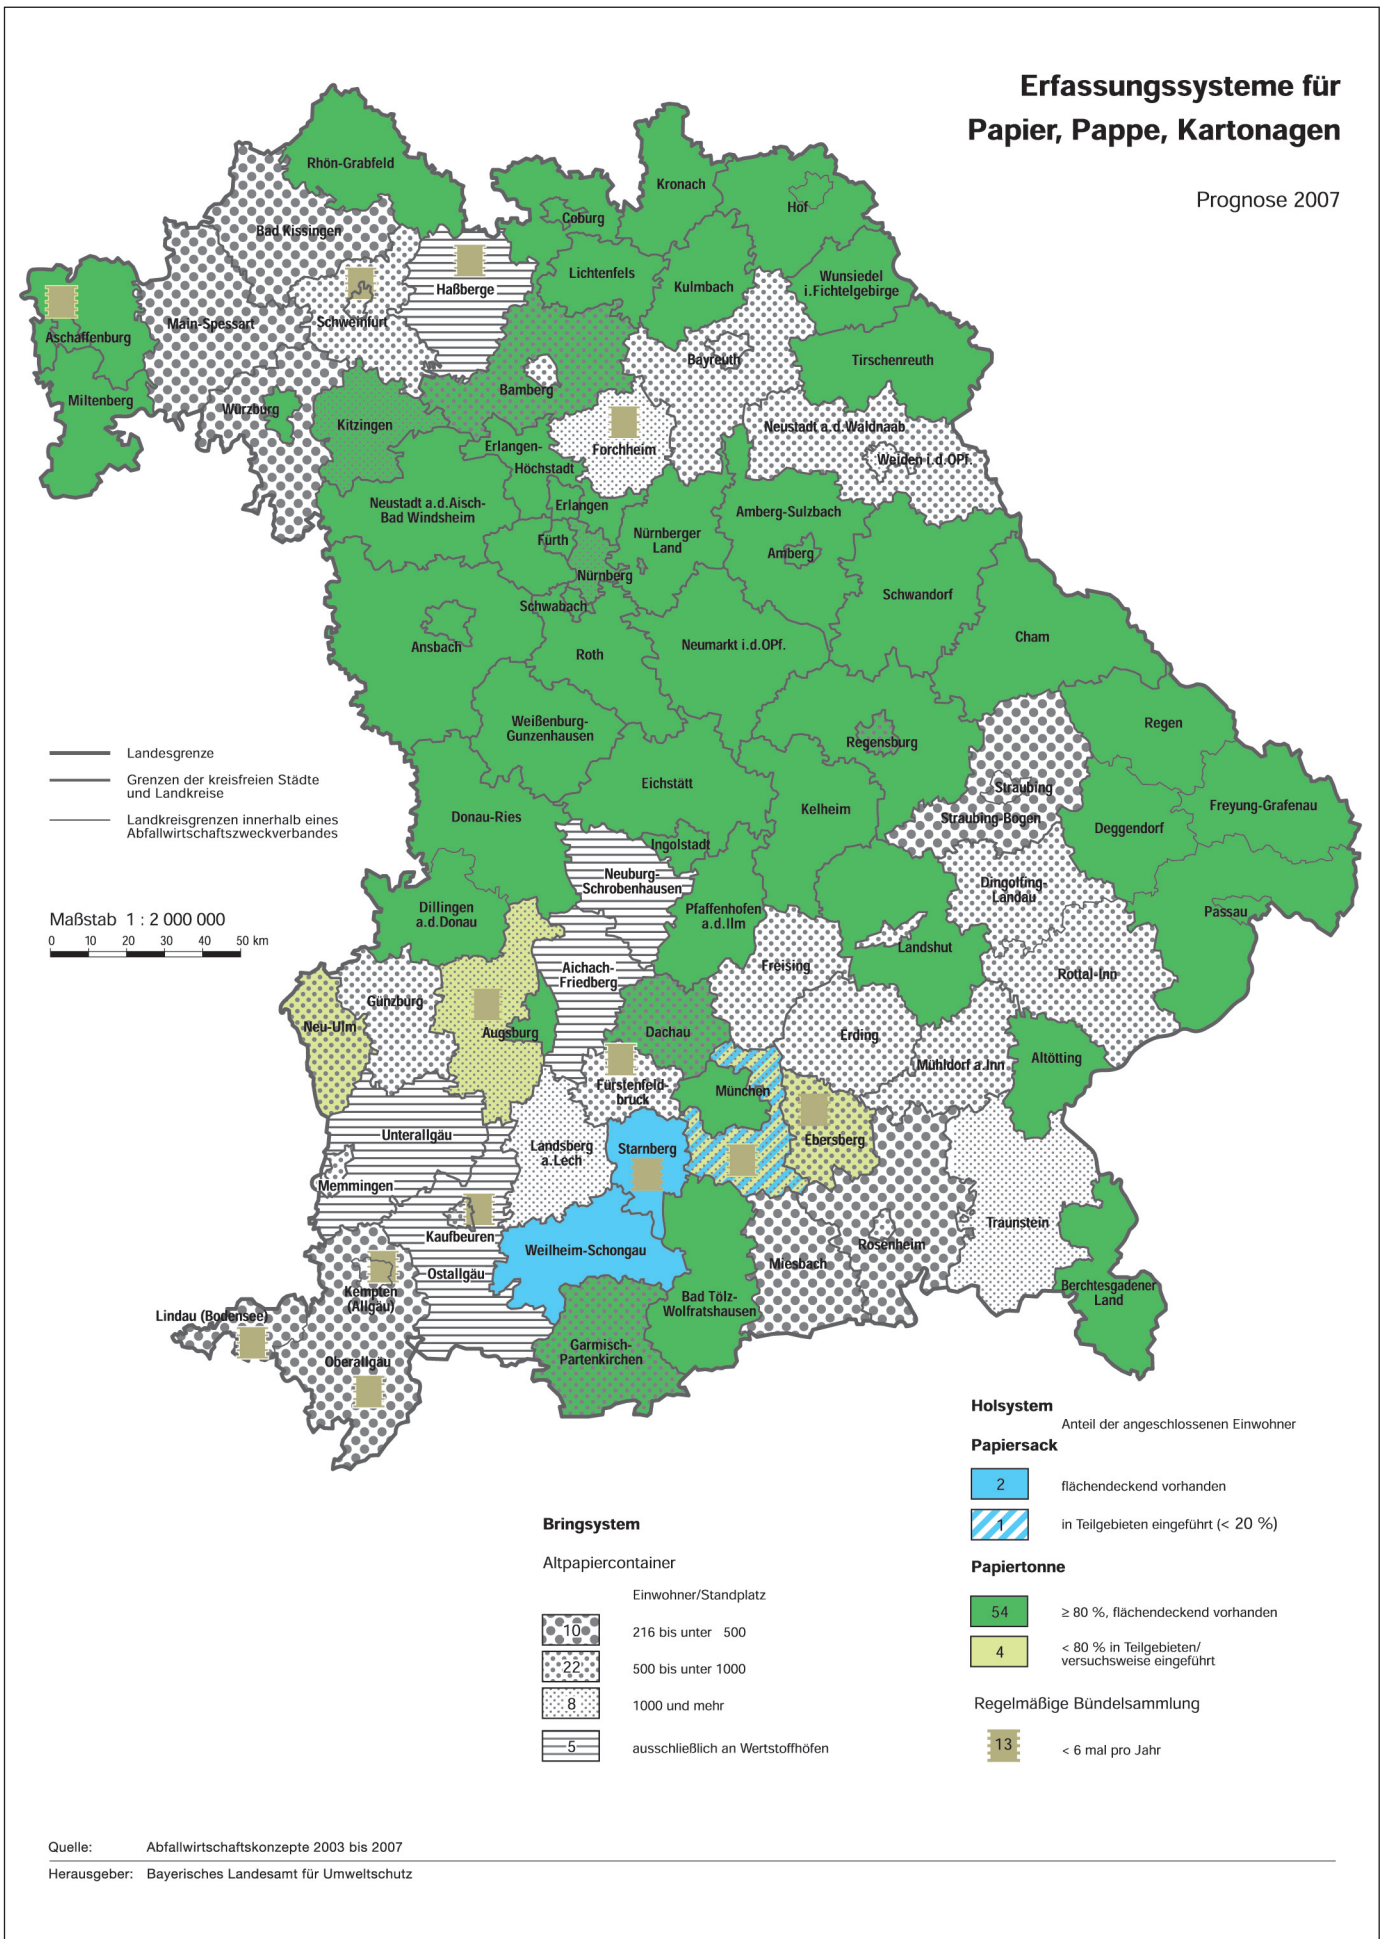 Erfassungssysteme für
Papier, Pappe, Kartonagen
Prognose 2007
Rhön-Grabfeld
Kronach
Hof
Coburg
Bad Kissingen
Lichtenfels
Kulmbach
Wunsiedel
i.Fichtelgebirge
Haßberge
Schweinfurt
Main-Spessart
Aschaffenburg
Bayreuth
Tirschenreuth
Miltenberg
Würzburg
Bamberg
Kitzingen
Neustadt a.d.Waldnaab
Forchheim
Weiden i.d.OPf.
Erlangen-
Höchstadt
Neustadt a.d.Aisch-
Bad Windsheim
Erlangen
Amberg-Sulzbach
Fürth
Nürnberger
Land
Amberg
Nürnberg
Schwandorf
Schwabach
Cham
Ansbach
Roth
Neumarkt i.d.OPf.
Weißenburg-
Gunzenhausen
Regensburg
Regen
Landesgrenze
Grenzen der kreisfreien Städte
und Landkreise
Landkreisgrenzen innerhalb eines
Abfallwirtschaftszweckverbandes
Eichstätt
Straubing
Donau-Ries
Kelheim
Straubing-Bogen
Freyung-Grafenau
Deggendorf
Ingolstadt
Neuburg-
Schrobenhausen
Dingolfing-
Landau
Dillingen
a.d.Donau
Pfaffenhofen
a.d.Ilm
Passau
Maßstab 1 : 2 000 000
0 10 20 30 40 50 km
Landshut
Aichach-
Friedberg
Freising
Rottal-Inn
Günzburg
Neu-Ulm
Augsburg
Dachau
Erding
Mühldorf a.Inn
Altötting
Fürstenfeld-
bruck
München
Unterallgäu
Landsberg
a.Lech
Starnberg
Ebersberg
Memmingen
Kaufbeuren
Weilheim-Schongau
Traunstein
Rosenheim
Miesbach
Ostallgäu
Kempten
(Allgäu)
Bad Tölz-
Wolfratshausen
Berchtesgadener
Land
Lindau (Bodensee)
Oberallgäu
Garmisch-
Partenkirchen
Holsystem
Anteil der angeschlossenen Einwohner
Papiersack
2 flächendeckend vorhanden
1 in Teilgebieten eingeführt (< 20 %)
Papiertonne
54 ≥ 80 %, flächendeckend vorhanden
4 < 80 % in Teilgebieten/
versuchsweise eingeführt
Regelmäßige Bündelsammlung
13 < 6 mal pro Jahr
Bringsystem
Altpapiercontainer
Einwohner/Standplatz
10 216 bis unter 500
22 500 bis unter 1000
8 1000 und mehr
5 ausschließlich an Wertstoffhöfen
Quelle: Abfallwirtschaftskonzepte 2003 bis 2007
Herausgeber: Bayerisches Landesamt für Umweltschutz